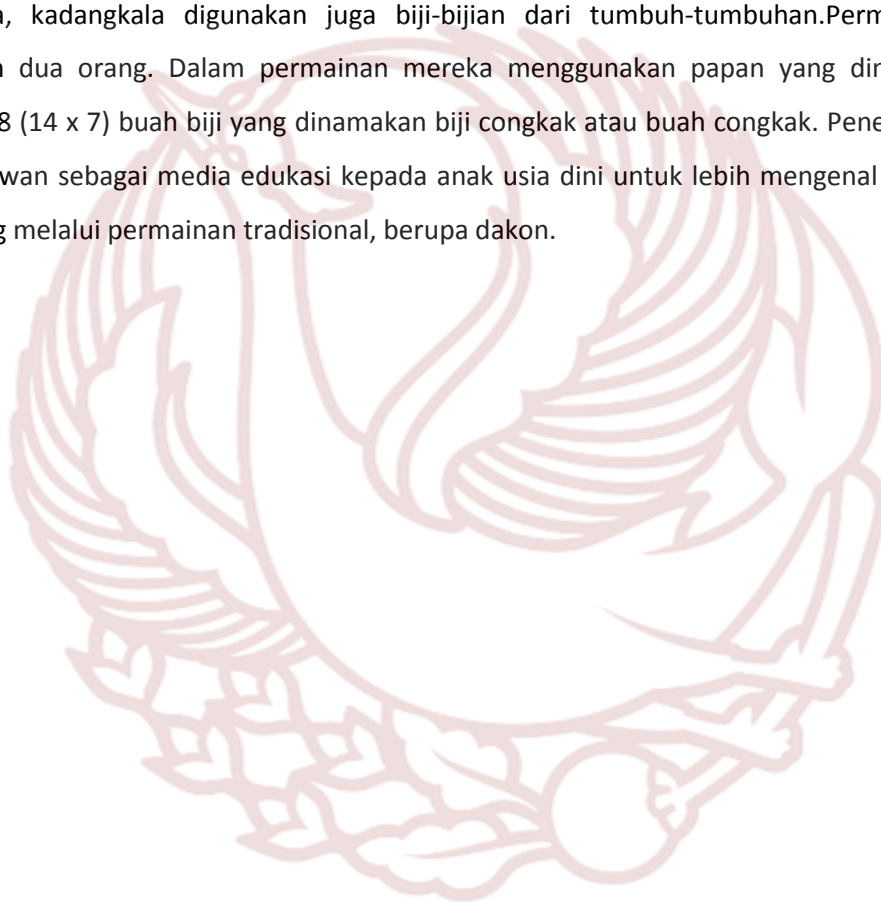 , kadangkala digunakan juga biji-bijian dari tumbuh-tumbuhan.Perm
dua orang. Dalam permainan mereka menggunakan papan yang din
8 (14 x 7) buah biji yang dinamakan biji congkak atau buah congkak. Pene
wan sebagai media edukasi kepada anak usia dini untuk lebih mengenal
melalui permainan tradisional, berupa dakon.